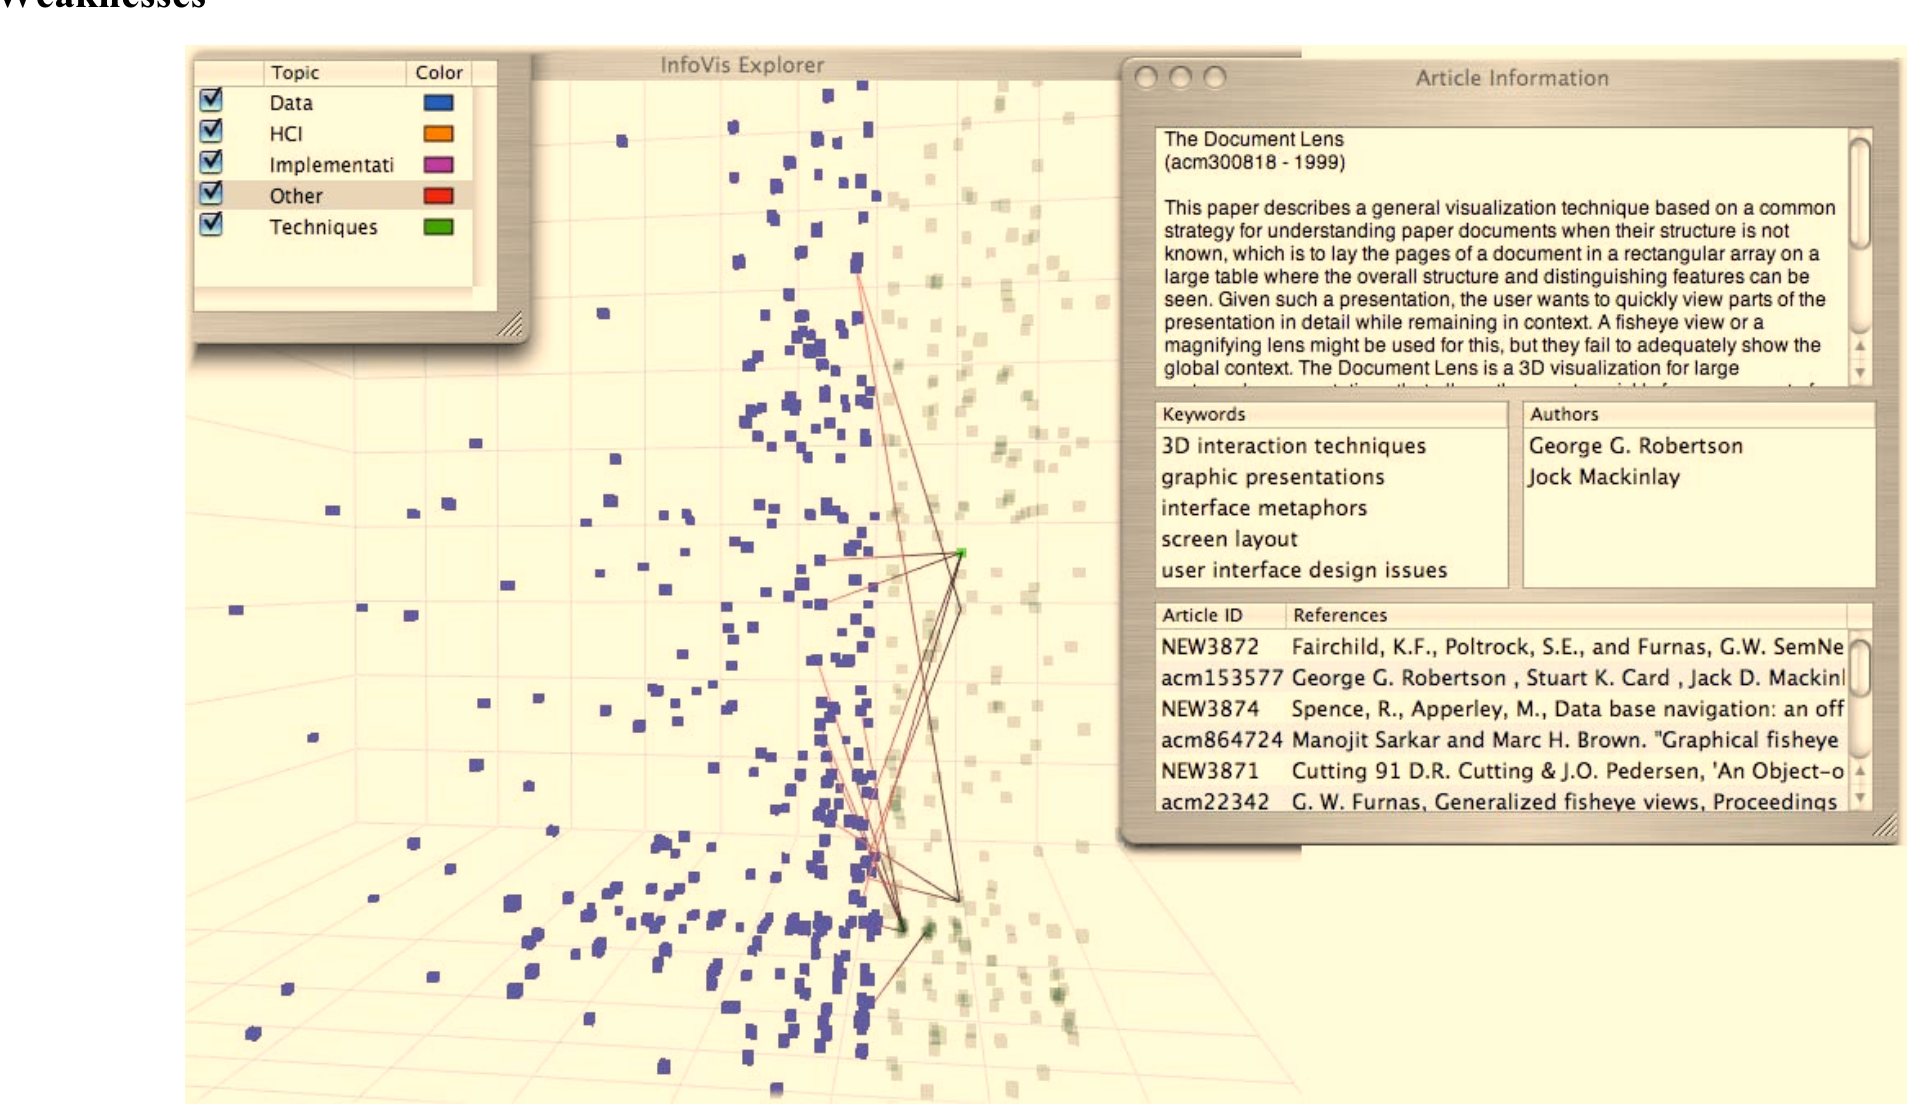 Weaknesses
InfoVis Explorer
Topic Color
Data
HCI
Implementati
Other
Techniques
Article Information
The Document Lens
(acm300818 - 1999)
This paper describes a general visualization technique based on a common
strategy for understanding paper documents when their structure is not
known, which is to lay the pages of a document in a rectangular array on a
large table where the overall structure and distinguishing features can be
seen. Given such a presentation, the user wants to quickly view parts of the
presentation in detail while remaining in context. A fisheye view or a
magnifying lens might be used for this, but they fail to adequately show the
global context. The Document Lens is a 3D visualization for large
Keywords
3D interaction techniques
graphic presentations
interface metaphors
screen layout
user interface design issues
Authors
George G. Robertson
Jock Mackinlay
Article ID References
NEW3872 Fairchild, K.F., Poltrock, S.E., and Furnas, G.W. SemNe
acm153577 George G. Robertson , Stuart K. Card , Jack D. Mackinl
NEW3874 Spence, R., Apperley, M., Data base navigation: an off
acm864724 Manojit Sarkar and Marc H. Brown. "Graphical fisheye
NEW3871 Cutting 91 D.R. Cutting & J.O. Pedersen, 'An Object-o
acm22342 G. W. Furnas, Generalized fisheye views, Proceedings